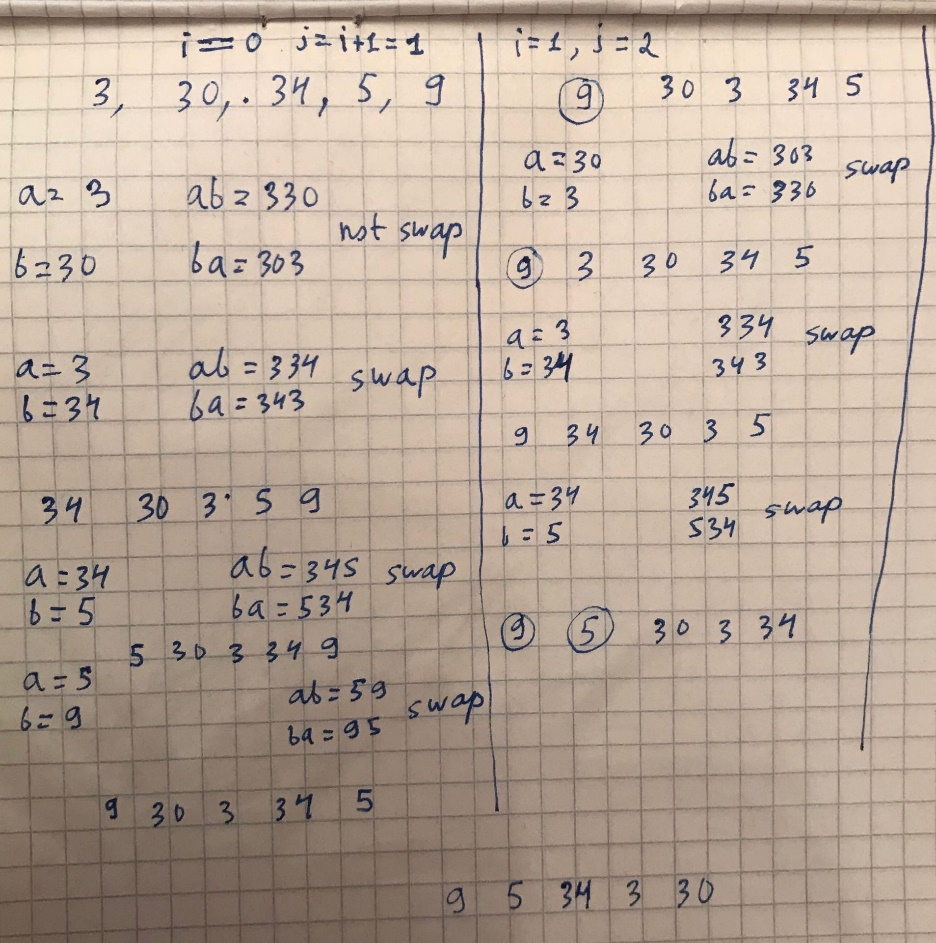 i = 0 j = i+1 = 1
3, 30, . 34, 5, 9
a = 3 ab = 330
not swap
b = 30 ba = 303
a = 3 ab = 334
swap
b = 34 ba = 343
34 30 3 5 9
a = 34 ab = 345 swap
b = 5 ba = 534
5 30 3 34 9
a = 5 ab = 59
swap
b = 9 ba = 95
9 30 3 34 5
i = 1, j = 2
9 30 3 34 5
a = 30 ab = 303
swap
b = 3 ba = 330
9 3 30 34 5
a = 3 334 swap
b = 34 343
9 34 30 3 5
a = 34 345
swap
b = 5 534
9 5 30 3 34
9 5 34 3 30